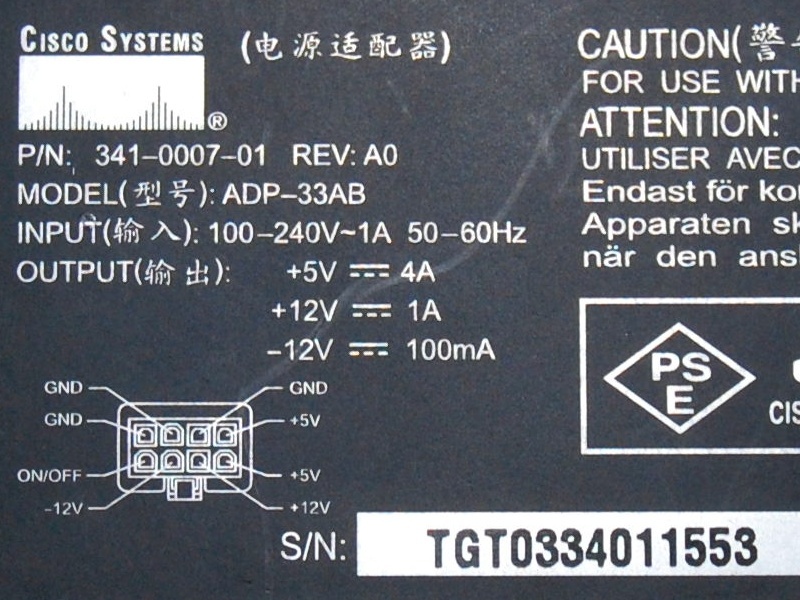 CISCO SYSTEMS (电源适配器)
®
P/N: 341-0007-01 REV: A0
MODEL(型号): ADP-33AB
INPUT(输入): 100-240V~1A 50-60Hz
OUTPUT(输出): +5V ⎓ 4A
+12V ⎓ 1A
-12V ⎓ 100mA
GND GND
GND +5V
ON/OFF +5V
-12V +12V
S/N: TGT0334011553
CAUTION(警
FOR USE WITH
ATTENTION:
UTILISER AVEC
Endast för
Apparaten
när den
PS
E